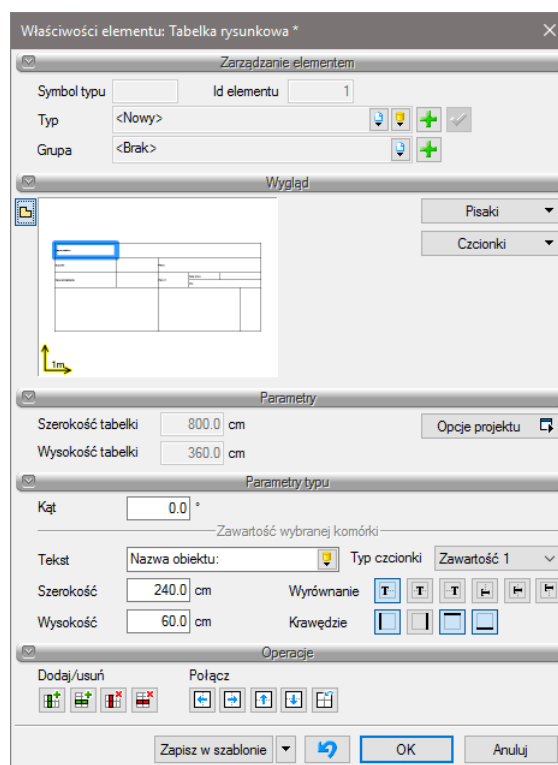 Właściwości elementu: Tabelka rysunkowa *
Zarządzanie elementem
Symbol typu Id elementu 1
Typ <Nowy>
Grupa <Brak>
Wygląd
Pisaki
Czcionki
1m
Parametry
Szerokość tabelki 800.0 cm Opcje projektu
Wysokość tabelki 360.0 cm
Parametry typu
Kąt 0.0 °
Zawartość wybranej komórki
Tekst Nazwa obiektu: Typ czcionki Zawartość 1
Szerokość 240.0 cm Wyrównanie
Wysokość 60.0 cm Krawędzie
Operacje
Dodaj/usuń Połącz
Zapisz w szablonie OK Anuluj